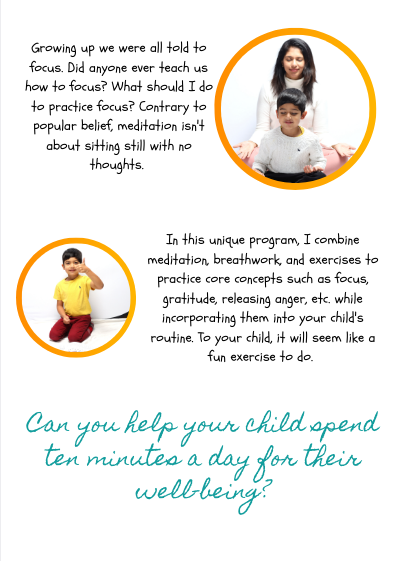 Growing up we were all told to
focus. Did anyone ever teach us
how to focus? What should I do
to practice focus? Contrary to
popular belief, meditation isn't
about sitting still with no
thoughts.
In this unique program, I combine
meditation, breathwork, and exercises to
practice core concepts such as focus,
gratitude, releasing anger, etc. while
incorporating them into your child's
routine. To your child, it will seem like a
fun exercise to do.
Can you help your child spend
ten minutes a day for their
well-being?